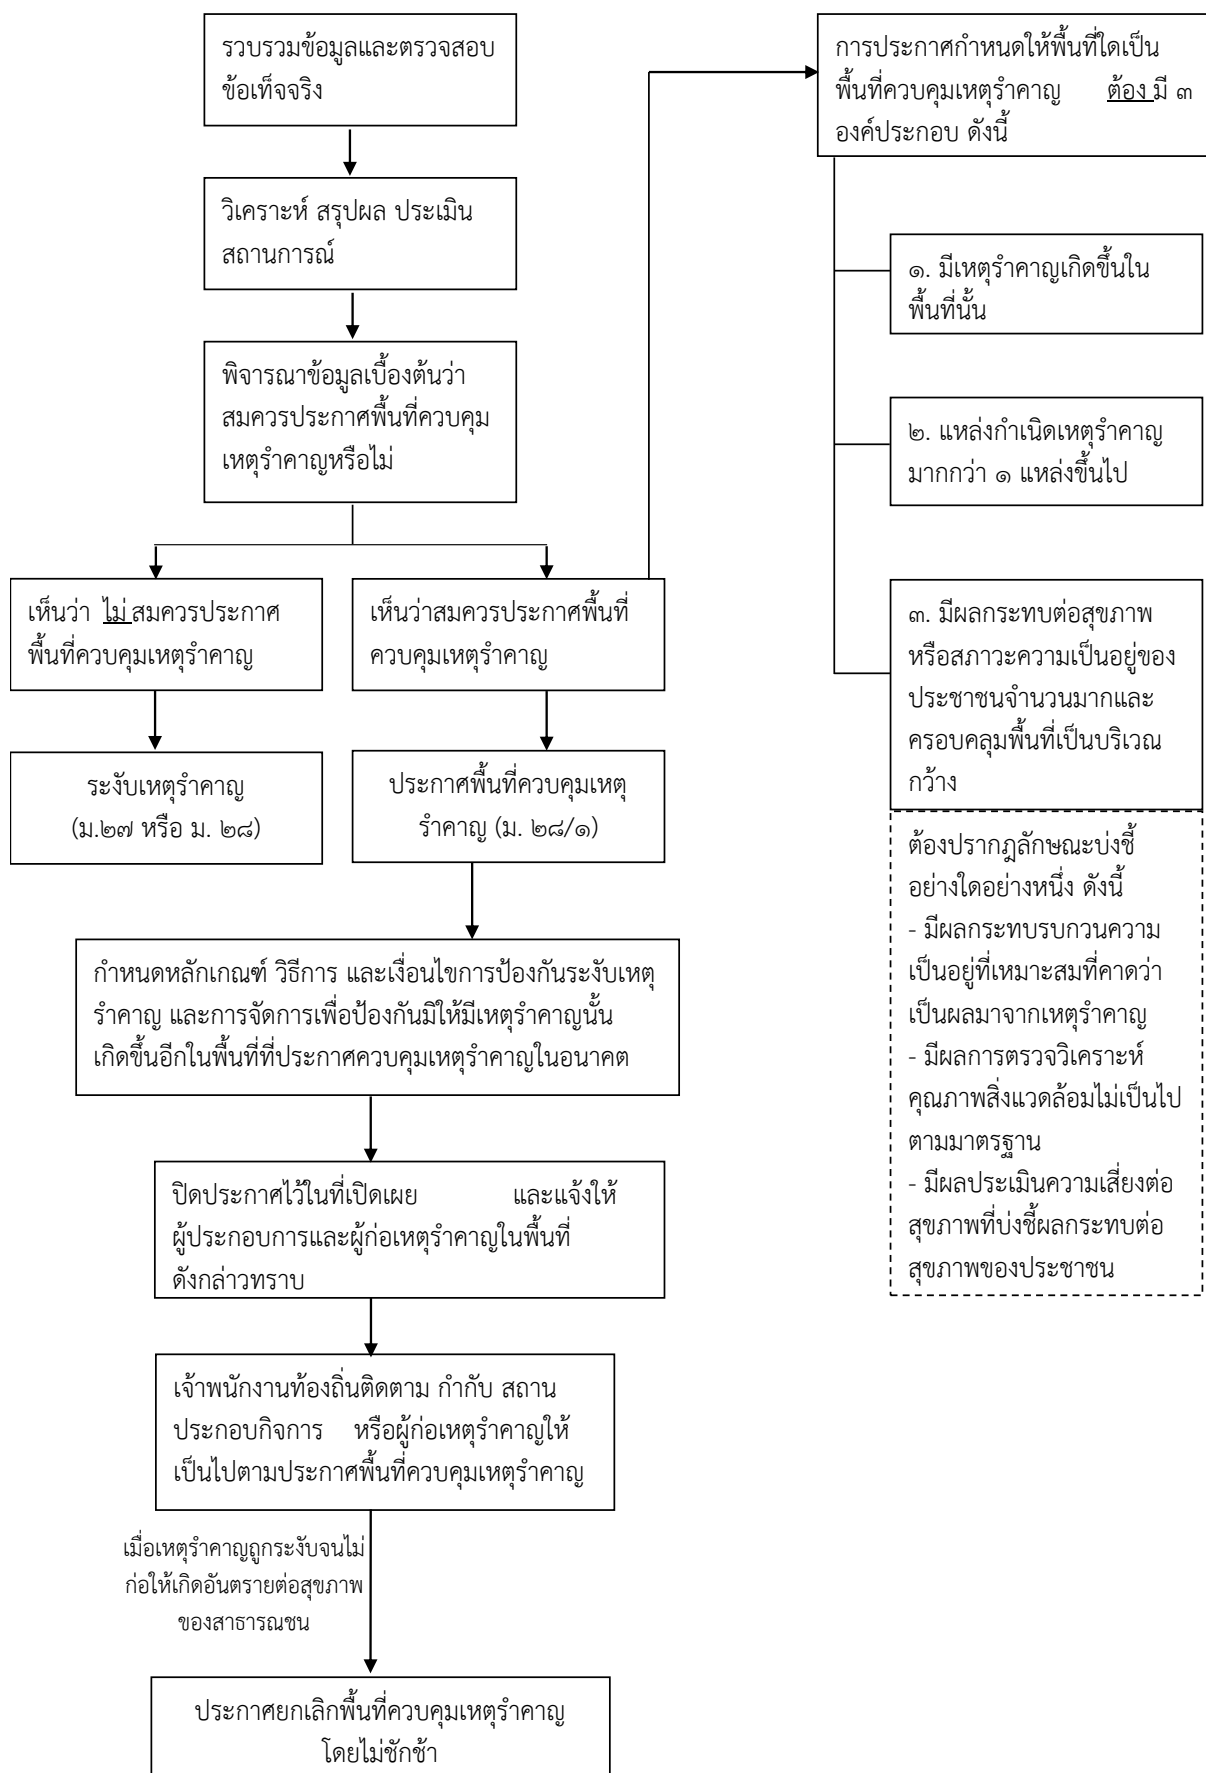 รวบรวมข้อมูลและตรวจสอบ
ข้อเท็จจริง
วิเคราะห์ สรุปผล ประเมิน
สถานการณ์
พิจารณาข้อมูลเบื้องต้นว่า
สมควรประกาศพื้นที่ควบคุม
เหตุรำคาญหรือไม่
เห็นว่า ไม่สมควรประกาศ
พื้นที่ควบคุมเหตุรำคาญ
ระงับเหตุรำคาญ
(ม.๒๗ หรือ ม. ๒๘)
เห็นว่าสมควรประกาศพื้นที่
ควบคุมเหตุรำคาญ
ประกาศพื้นที่ควบคุมเหตุ
รำคาญ (ม. ๒๘/๑)
กำหนดหลักเกณฑ์ วิธีการ และเงื่อนไขการป้องกันระงับเหตุ
รำคาญ และการจัดการเพื่อป้องกันมิให้มีเหตุรำคาญนั้น
เกิดขึ้นอีกในพื้นที่ที่ประกาศควบคุมเหตุรำคาญในอนาคต
ปิดประกาศไว้ในที่เปิดเผย และแจ้งให้
ผู้ประกอบการและผู้ก่อเหตุรำคาญในพื้นที่
ดังกล่าวทราบ
เจ้าพนักงานท้องถิ่นติดตาม กำกับ สถาน
ประกอบกิจการ หรือผู้ก่อเหตุรำคาญให้
เป็นไปตามประกาศพื้นที่ควบคุมเหตุรำคาญ
เมื่อเหตุรำคาญถูกระงับจนไม่
ก่อให้เกิดอันตรายต่อสุขภาพ
ของสาธารณชน
ประกาศยกเลิกพื้นที่ควบคุมเหตุรำคาญ
โดยไม่ชักช้า
การประกาศกำหนดให้พื้นที่ใดเป็น
พื้นที่ควบคุมเหตุรำคาญ ต้อง มี ๓
องค์ประกอบ ดังนี้
๑. มีเหตุรำคาญเกิดขึ้นใน
พื้นที่นั้น
๒. แหล่งกำเนิดเหตุรำคาญ
มากกว่า ๑ แหล่งขึ้นไป
๓. มีผลกระทบต่อสุขภาพ
หรือสภาวะความเป็นอยู่ของ
ประชาชนจำนวนมากและ
ครอบคลุมพื้นที่เป็นบริเวณ
กว้าง
ต้องปรากฏลักษณะบ่งชี้
อย่างใดอย่างหนึ่ง ดังนี้
- มีผลกระทบรบกวนความ
เป็นอยู่ที่เหมาะสมที่คาดว่า
เป็นผลมาจากเหตุรำคาญ
- มีผลการตรวจวิเคราะห์
คุณภาพสิ่งแวดล้อมไม่เป็นไป
ตามมาตรฐาน
- มีผลประเมินความเสี่ยงต่อ
สุขภาพที่บ่งชี้ผลกระทบต่อ
สุขภาพของประชาชน